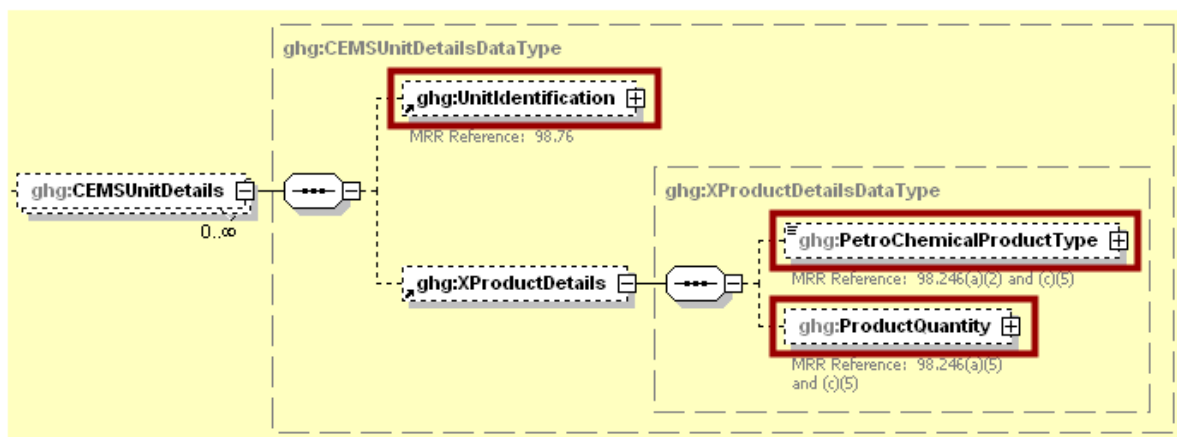 ghg:CEMSUnitDetailsDataType
ghg:UnitIdentification
MRR Reference: 98.76
ghg:CEMSUnitDetails
0..∞
ghg:XProductDetailsDataType
ghg:PetroChemicalProductType
MRR Reference: 98.246(a)(2) and (c)(5)
ghg:XProductDetails
ghg:ProductQuantity
MRR Reference: 98.246(a)(5)
and (c)(5)